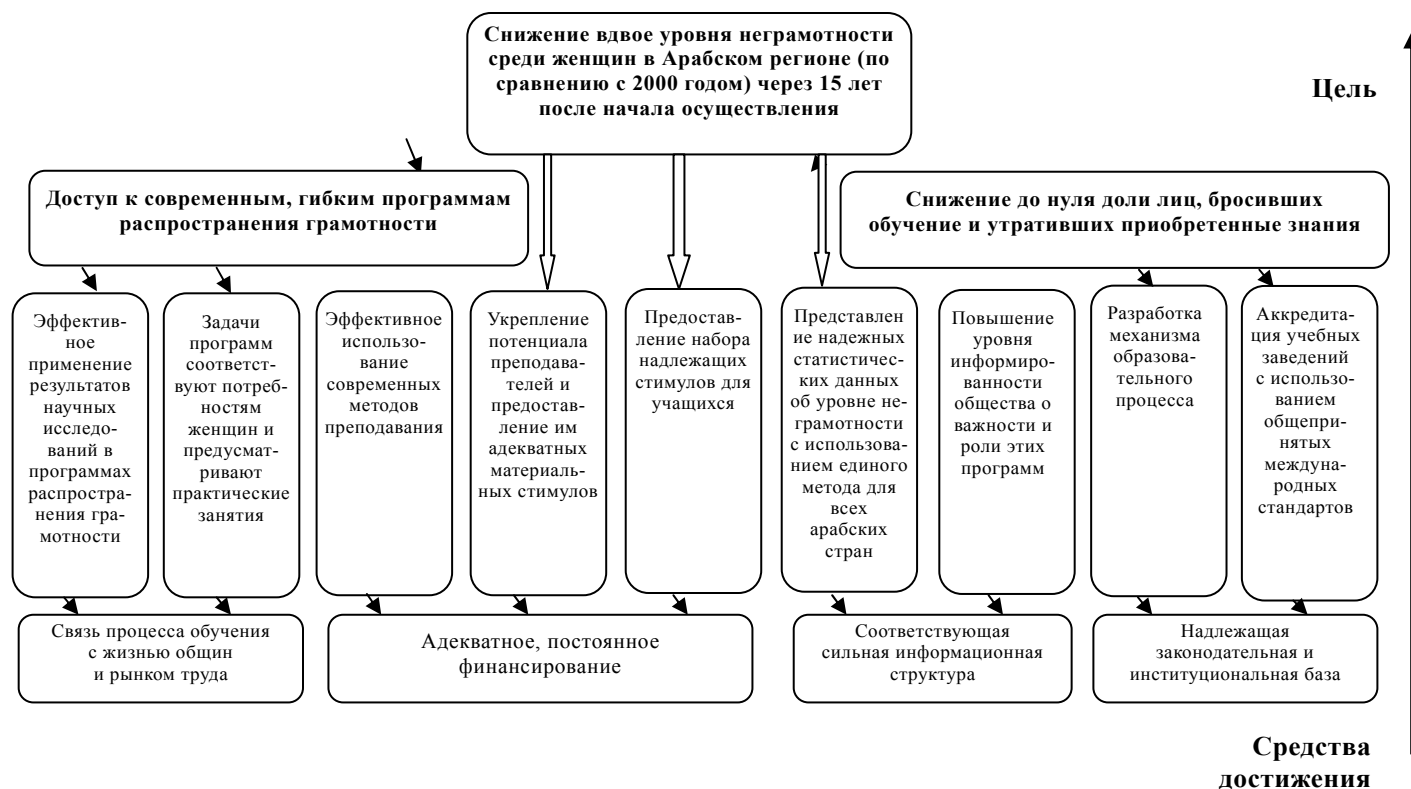 Снижение вдвое уровня неграмотности
среди женщин в Арабском регионе (по
сравнению с 2000 годом) через 15 лет
после начала осуществления
Цель
Доступ к современным, гибким программам
распространения грамотности
Снижение до нуля доли лиц, бросивших
обучение и утративших приобретенные знания
Эффектив-
ное
применение
результатов
научных
исследо-
ваний в
программах
распростра-
нения гра-
мотности
Задачи
программ
соответст-
вуют потреб-
ностям
женщин и
предусмат-
ривают
практические
занятия
Эффективное
использо-
вание
современных
методов
преподавания
Укрепление
потенциала
преподава-
телей и
предостав-
ление им
адекватных
материаль-
ных стимулов
Предостав-
ление набора
надлежащих
стимулов для
учащихся
Представлен
ие надежных
статистичес-
ких данных
об уровне не-
грамотности
с использова-
нием единого
метода для
всех
арабских
стран
Повышение
уровня
информиро-
ванности
общества о
важности и
роли этих
программ
Разработка
механизма
образова-
тельного
процесса
Аккредита-
ция учебных
заведений
с использо-
ванием
общепри-
нятых
междуна-
родных
стандартов
Связь процесса обучения
с жизнью общин
и рынком труда
Адекватное, постоянное
финансирование
Соответствующая
сильная информационная
структура
Надлежащая
законодательная и
институциональная база
Средства
достижения